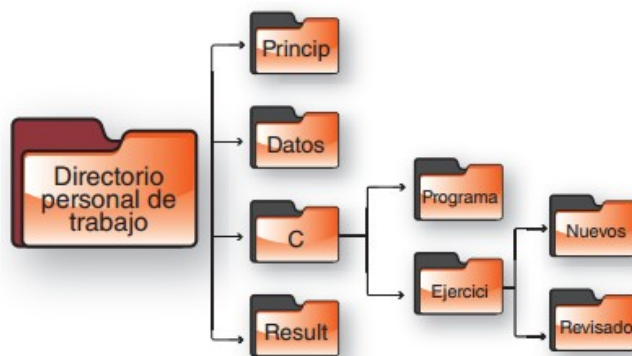 Directorio
personal de
trabajo
Princip
Datos
C
Result
Programa
Ejercici
Nuevos
Revisado